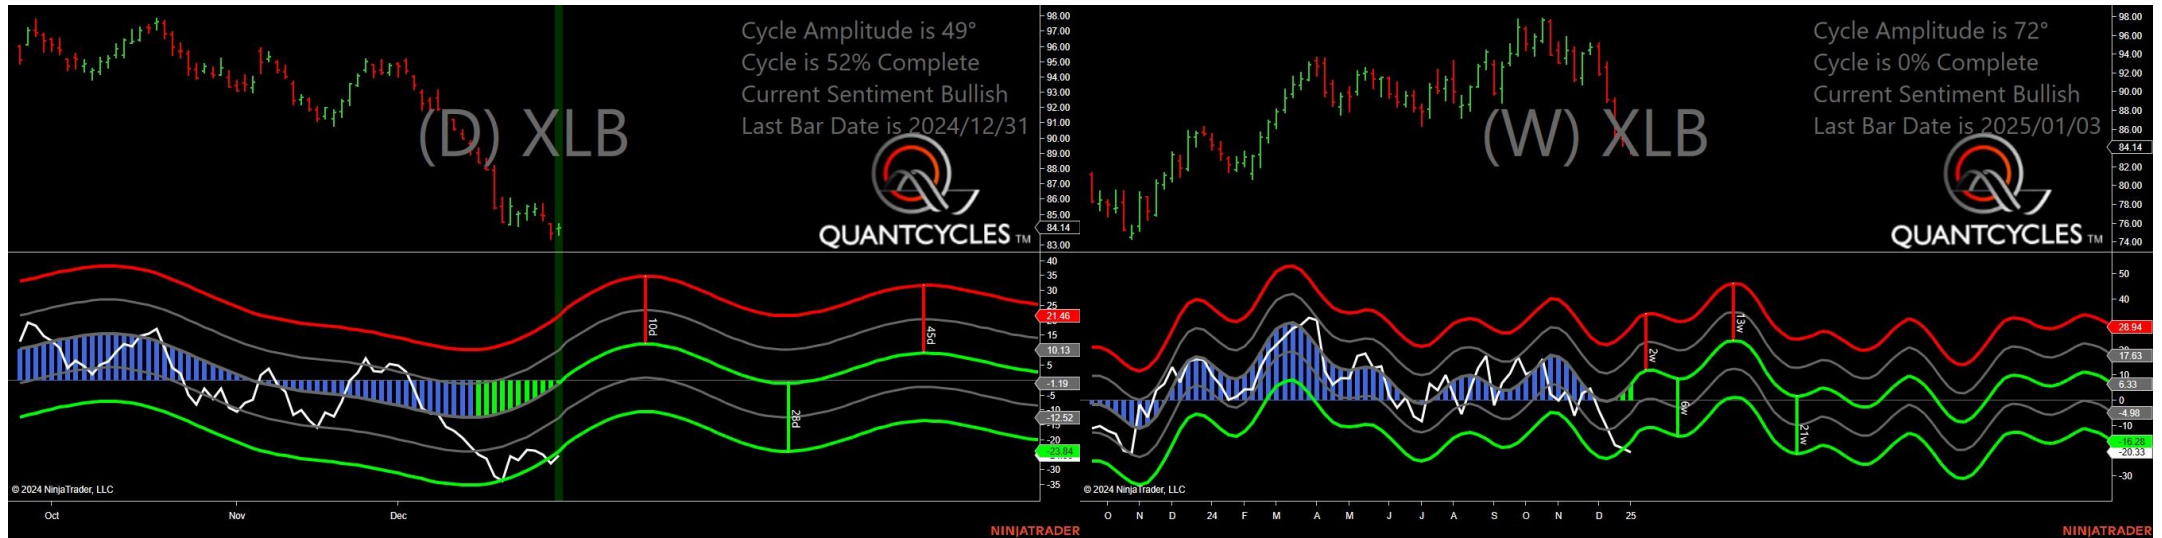 Cycle Amplitude is 49°
Cycle is 52% Complete
Current Sentiment Bullish
Last Bar Date is 2024/12/31
(D) XLB
QUANTCYCLES TM
98.00
97.00
96.00
95.00
94.00
93.00
92.00
91.00
90.00
89.00
88.00
87.00
86.00
85.00
84.14
83.00
40
35
30
25
21.46
15
10.13
5
-1.19
-5
-10
-12.52
-15
-20
-23.84
-30
-35
10d
28d
45d
© 2024 NinjaTrader, LLC
Oct
Nov
Dec
NINJATRADER
Cycle Amplitude is 72°
Cycle is 0% Complete
Current Sentiment Bullish
Last Bar Date is 2025/01/03
(W) XLB
QUANTCYCLES TM
98.00
96.00
94.00
92.00
90.00
88.00
86.00
84.14
82.00
80.00
78.00
76.00
74.00
50
40
28.94
17.63
10
6.33
0
-4.98
-10
-16.28
-20.33
-30
2w
6w
13w
21w
© 2024 NinjaTrader, LLC
O N D 24 F M A M J J A S O N D 25
NINJATRADER